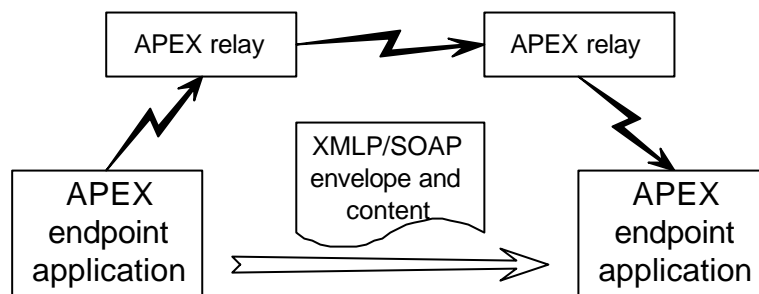 APEX relay
APEX relay
XMLP/SOAP
envelope and
content
APEX
endpoint
application
APEX
endpoint
application